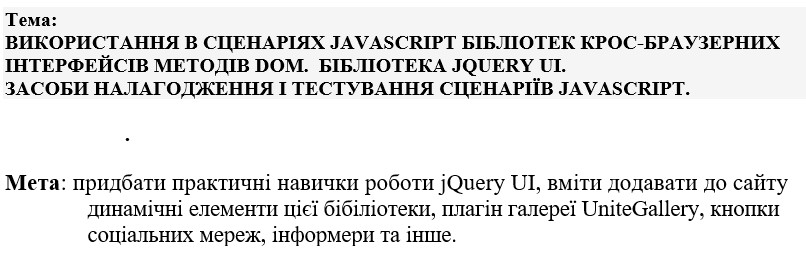 Тема:
ВИКОРИСТАННЯ В СЦЕНАРІЯХ JAVASCRIPT БІБЛІОТЕК КРОС-БРАУЗЕРНИХ
ІНТЕРФЕЙСІВ МЕТОДІВ DOM. БІБЛІОТЕКА JQUERY UI.
ЗАСОБИ НАЛАГОДЖЕННЯ І ТЕСТУВАННЯ СЦЕНАРІЇВ JAVASCRIPT.
.
Мета: придбати практичні навички роботи jQuery UI, вміти додавати до сайту
динамічні елементи цієї бібіліотеки, плагін галереї UniteGallery, кнопки
соціальних мереж, інформери та інше.